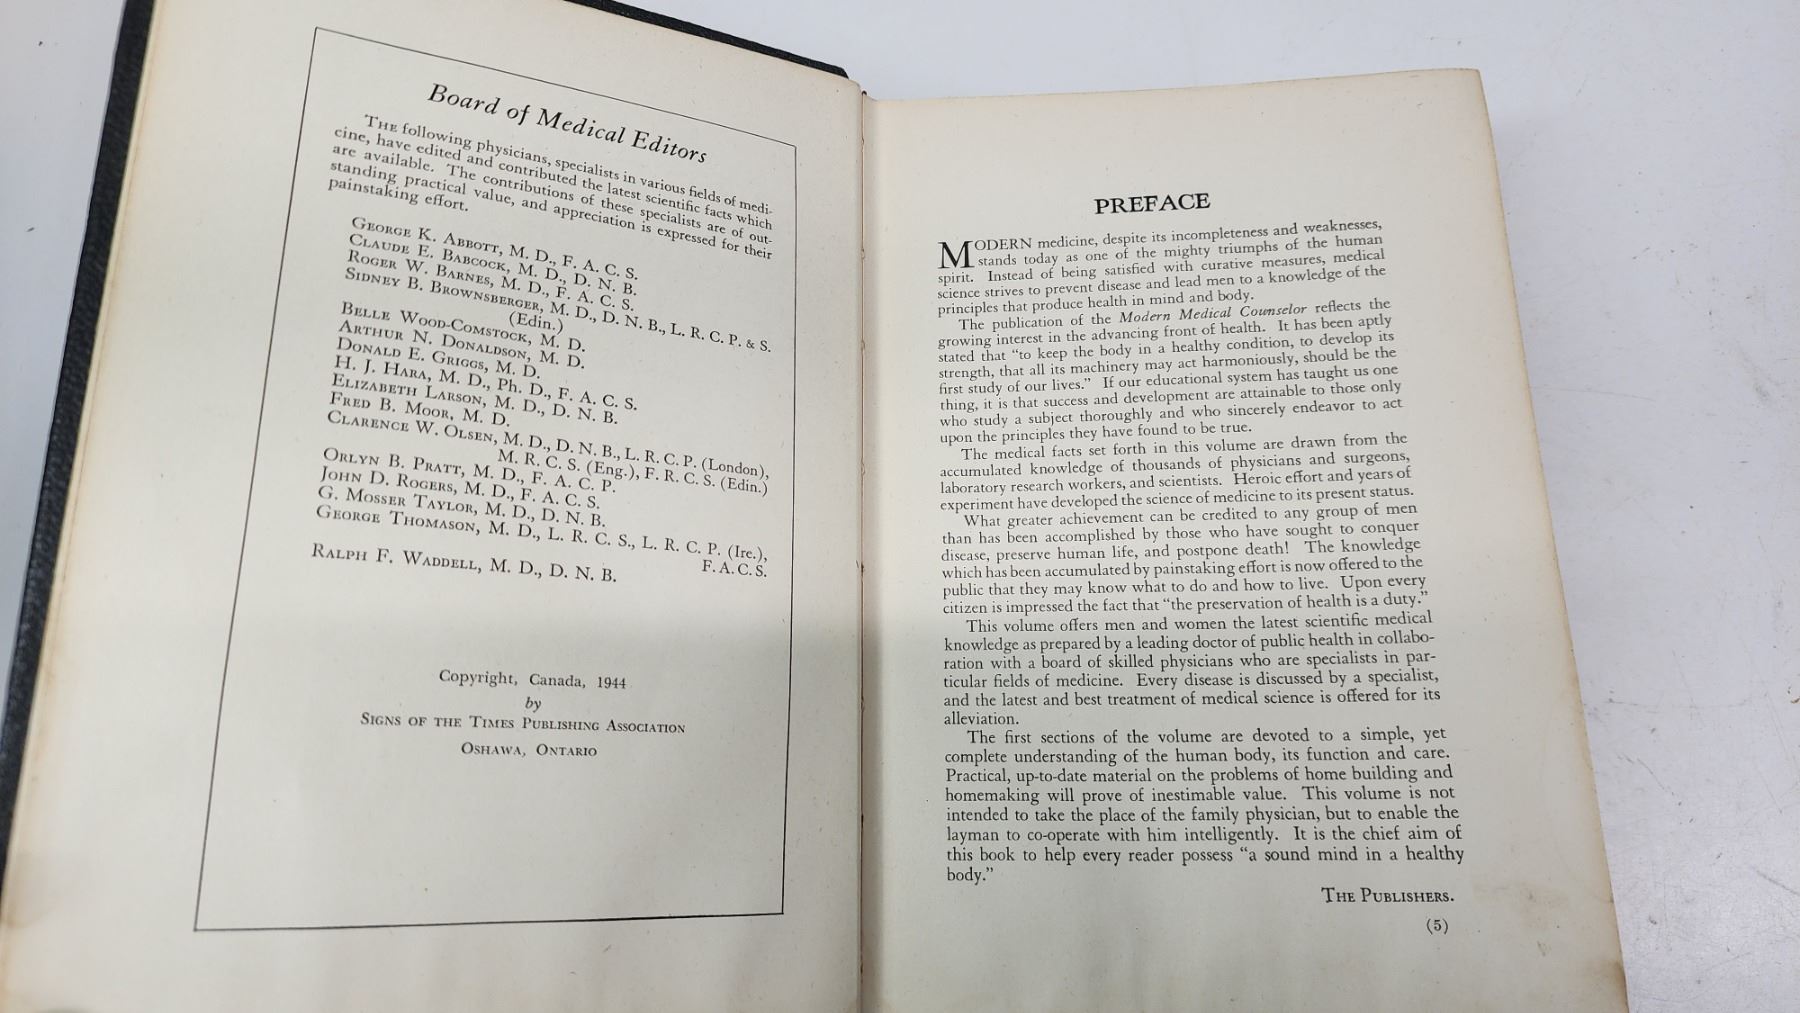 Board of Medical Editors
THE following physicians, specialists in various fields of medi-
cine, have edited and contributed the latest scientific facts which
are available. The contributions of these specialists are of out-
standing practical value, and appreciation is expressed for their
painstaking effort.
GEORGE K. ABBOTT, M. D., F. A. C. S.
CLAUDE E. BABCOCK, M. D., D. N. B.
ROGER W. BARNES, M. D., F. A. C. S.
SIDNEY B. BROWNSBERGER, M. D., D. N. B., L. R. C. P. & S.
(Edin.)
BELLE WOOD-COMSTOCK, M. D.
ARTHUR N. DONALDSON, M. D.
DONALD E. GRIGGS, M. D.
H. J. HARA, M. D., Ph. D., F. A. C. S.
ELIZABETH LARSON, M. D., D. N. B.
FRED B. MOOR, M. D.
CLARENCE W. OLSEN, M. D., D. N. B., L. R. C. P. (London),
M. R. C. S. (Eng.), F. R. C. S. (Edin.)
ORLYN B. PRATT, M. D., F. A. C. P.
JOHN D. ROGERS, M. D., F. A. C. S.
G. MOSSER TAYLOR, M. D., D. N. B.
GEORGE THOMASON, M. D., L. R. C. S., L. R. C. P. (Ire.),
F. A. C. S.
RALPH F. WADDELL, M. D., D. N. B.
Copyright, Canada, 1944
by
SIGNS OF THE TIMES PUBLISHING ASSOCIATION
OSHAWA, ONTARIO
PREFACE
MODERN medicine, despite its incompleteness and weaknesses,
stands today as one of the mighty triumphs of the human
spirit. Instead of being satisfied with curative measures, medical
science strives to prevent disease and lead men to a knowledge of the
principles that produce health in mind and body.
The publication of the Modern Medical Counselor reflects the
growing interest in the advancing front of health. It has been aptly
stated that “to keep the body in a healthy condition, to develop its
strength, that all its machinery may act harmoniously, should be the
first study of our lives.” If our educational system has taught us one
thing, it is that success and development are attainable to those only
who study a subject thoroughly and who sincerely endeavor to act
upon the principles they have found to be true.
The medical facts set forth in this volume are drawn from the
accumulated knowledge of thousands of physicians and surgeons,
laboratory research workers, and scientists. Heroic effort and years of
experiment have developed the science of medicine to its present status.
What greater achievement can be credited to any group of men
than has been accomplished by those who have sought to conquer
disease, preserve human life, and postpone death! The knowledge
which has been accumulated by painstaking effort is now offered to the
public that they may know what to do and how to live. Upon every
citizen is impressed the fact that “the preservation of health is a duty.”
This volume offers men and women the latest scientific medical
knowledge as prepared by a leading doctor of public health in collabo-
ration with a board of skilled physicians who are specialists in par-
ticular fields of medicine. Every disease is discussed by a specialist,
and the latest and best treatment of medical science is offered for its
alleviation.
The first sections of the volume are devoted to a simple, yet
complete understanding of the human body, its function and care.
Practical, up-to-date material on the problems of home building and
homemaking will prove of inestimable value. This volume is not
intended to take the place of the family physician, but to enable the
layman to co-operate with him intelligently. It is the chief aim of
this book to help every reader possess “a sound mind in a healthy
body.”
THE PUBLISHERS.
(5)